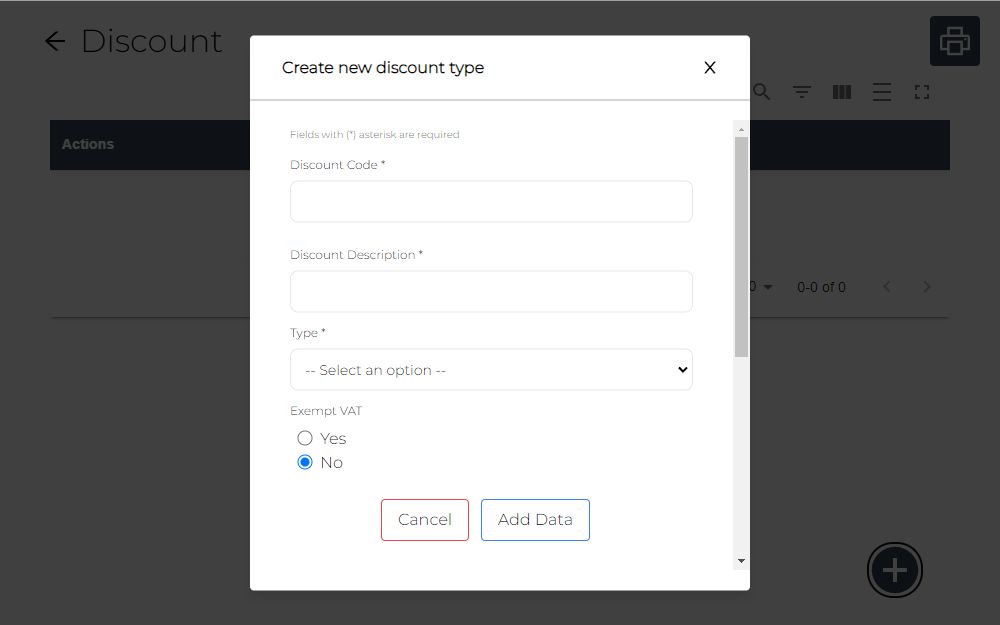 Discount
Create new discount type
X
Actions
Fields with (*) asterisk are required
Discount Code *
Discount Description *
0-0 of 0
Type *
-- Select an option --
Exempt VAT
Yes
No
Cancel
Add Data